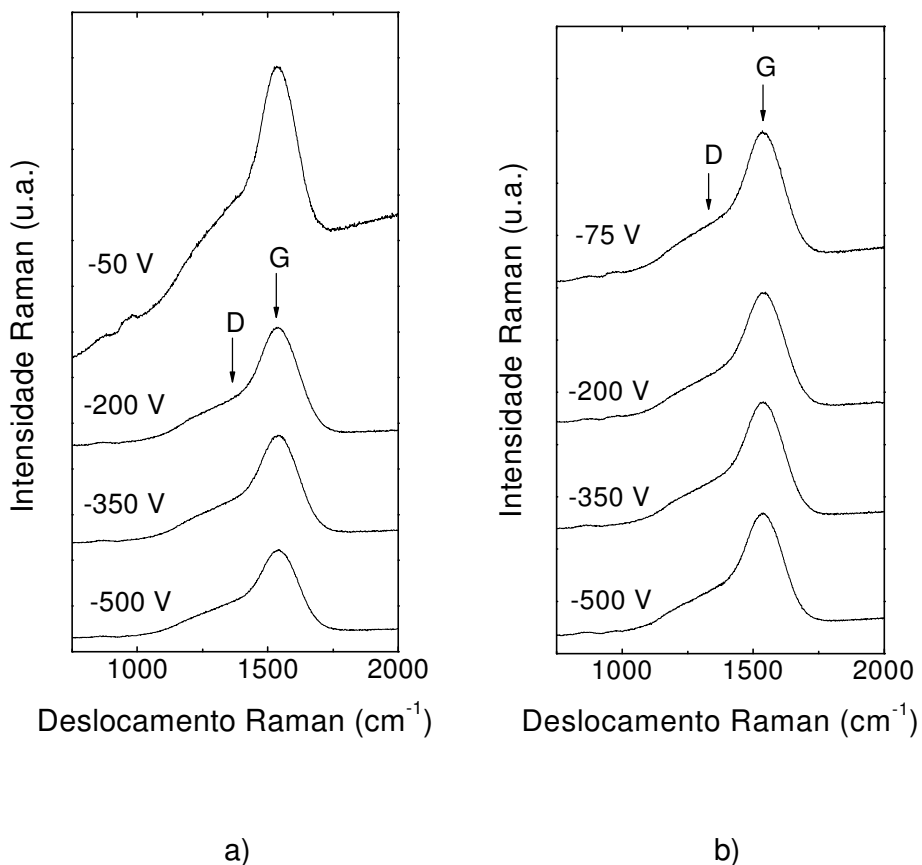 Intensidade Raman (u.a.)
-50 V
G
D
-200 V
-350 V
-500 V
1000 1500 2000
Deslocamento Raman (cm⁻¹)
a)
Intensidade Raman (u.a.)
G
D
-75 V
-200 V
-350 V
-500 V
1000 1500 2000
Deslocamento Raman (cm⁻¹)
b)